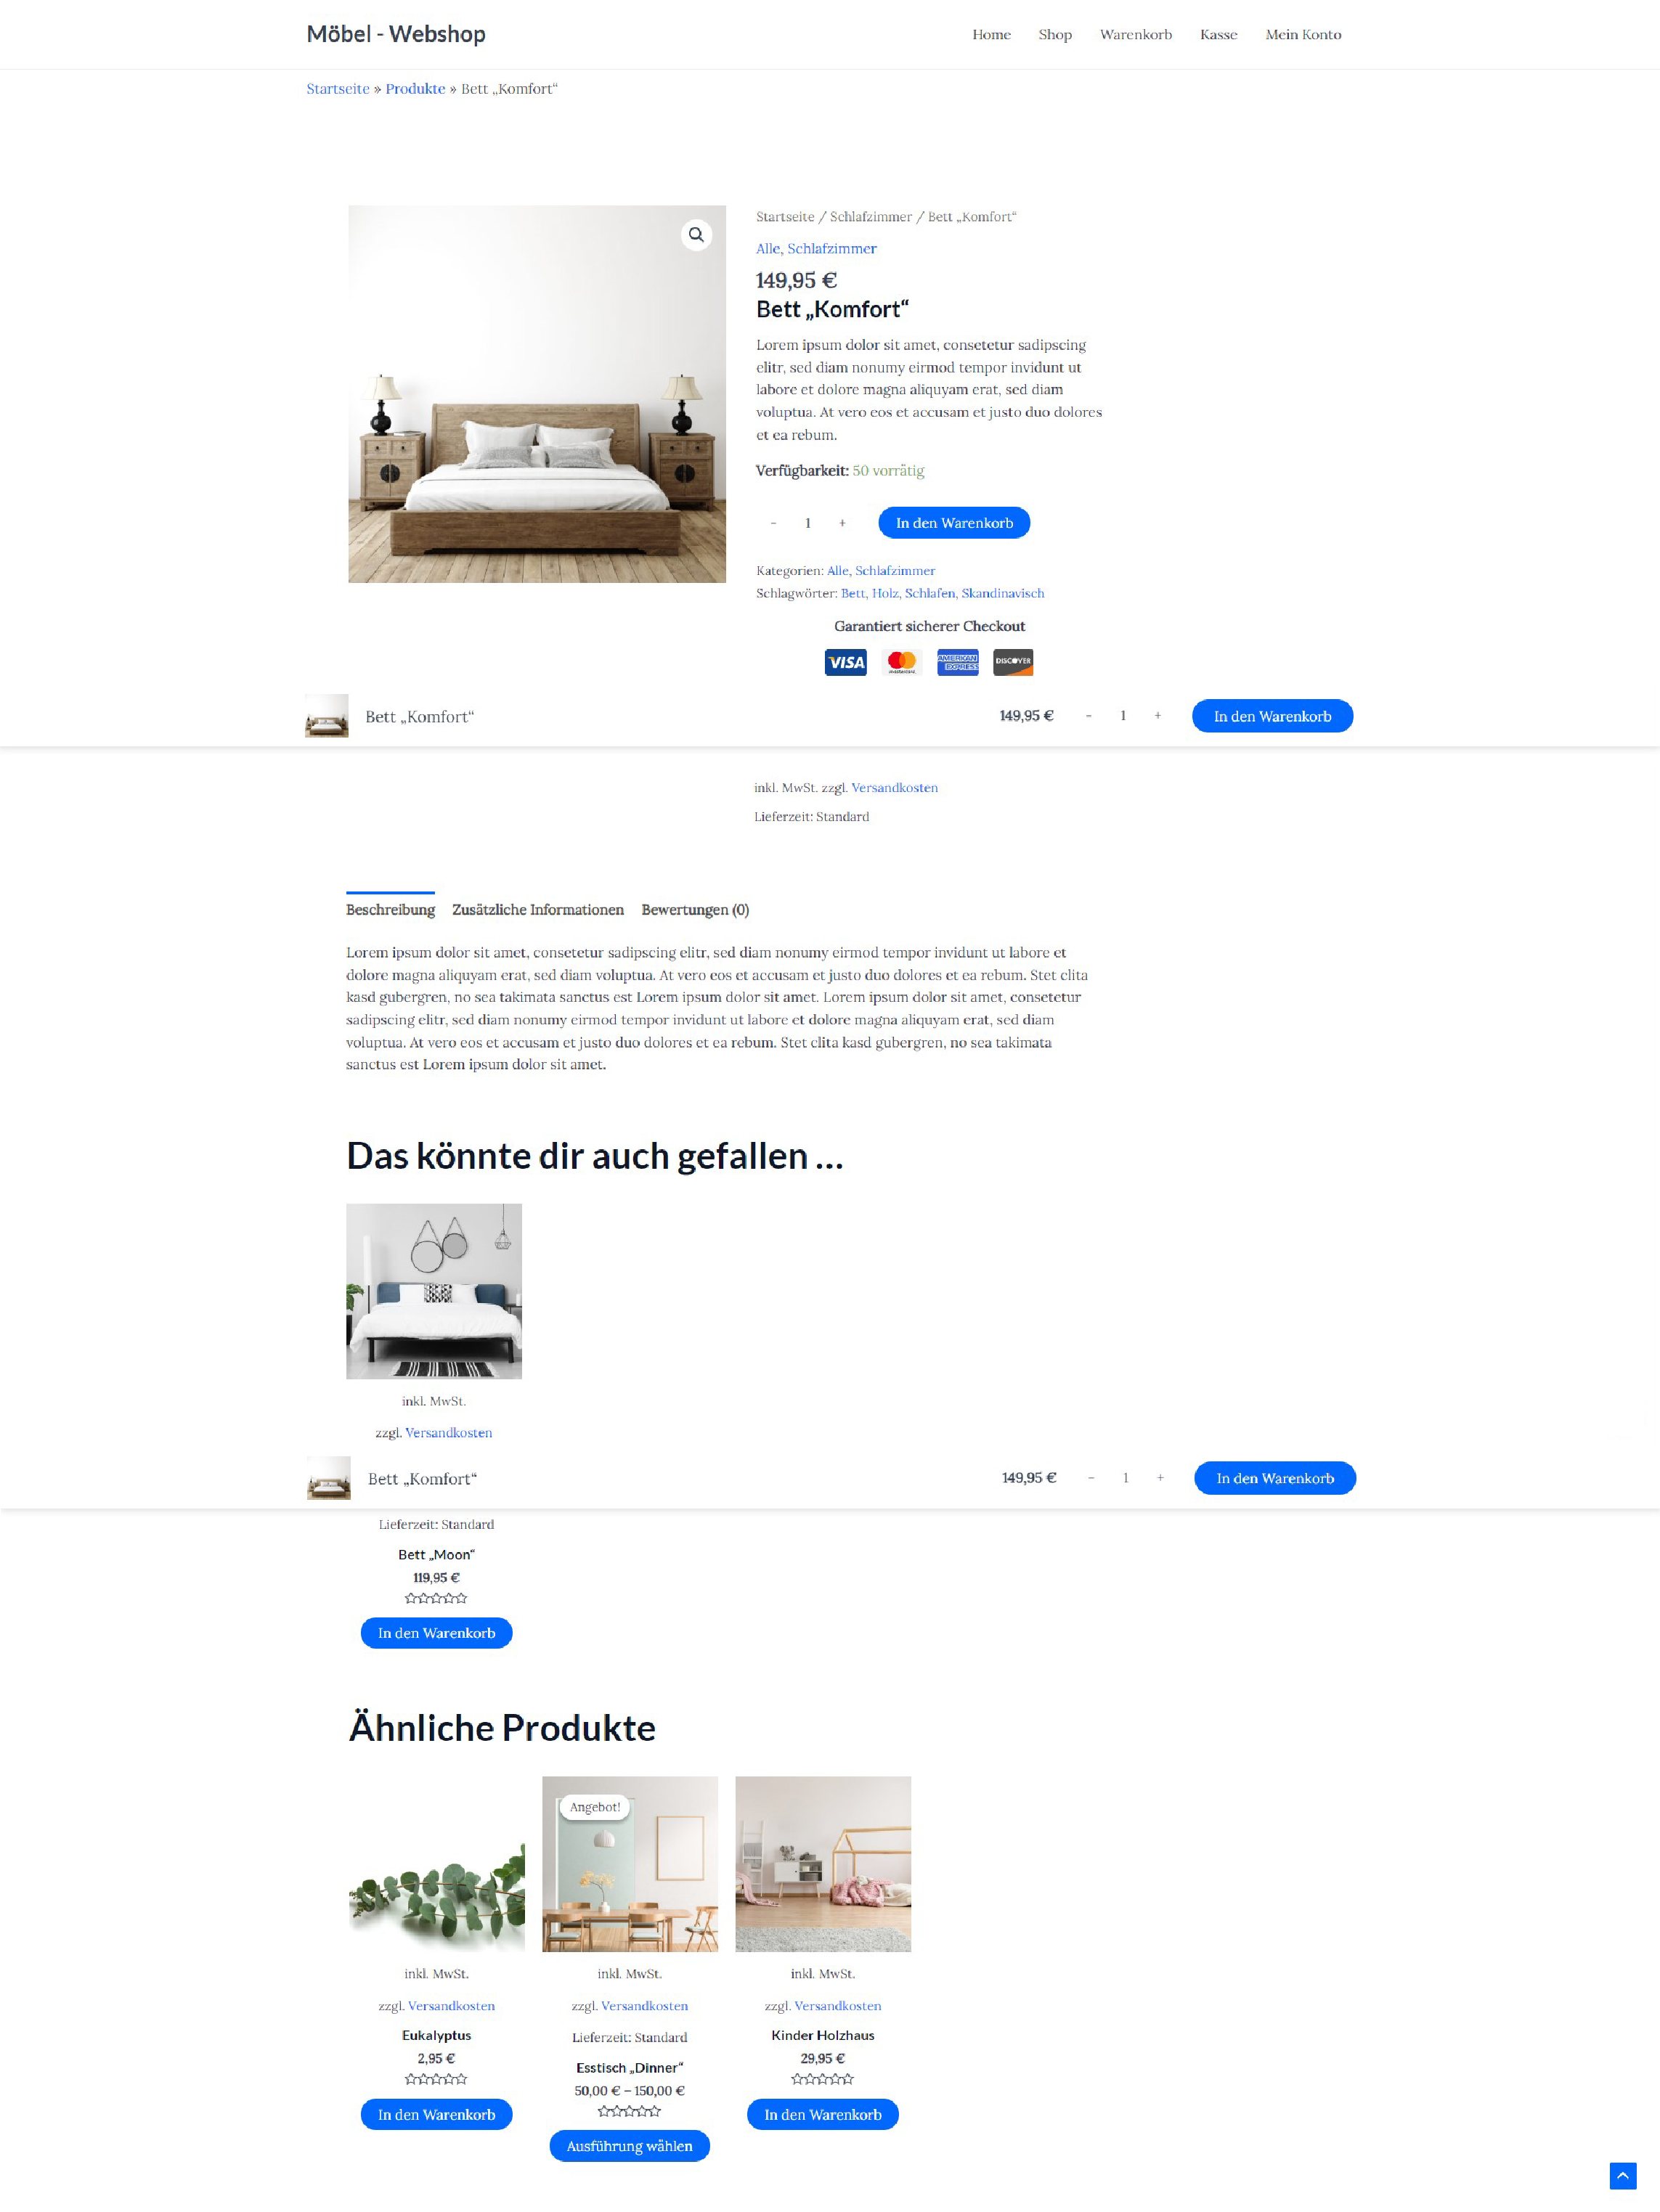 Möbel - Webshop
Home Shop Warenkorb Kasse Mein Konto
Startseite » Produkte » Bett „Komfort“
Startseite / Schlafzimmer / Bett „Komfort“
Alle, Schlafzimmer
149,95 €
Bett „Komfort“
Lorem ipsum dolor sit amet, consetetur sadipscing
elitr, sed diam nonumy eirmod tempor invidunt ut
labore et dolore magna aliquyam erat, sed diam
voluptua. At vero eos et accusam et justo duo dolores
et ea rebum.
Verfügbarkeit: 50 vorrätig
- 1 + In den Warenkorb
Kategorien: Alle, Schlafzimmer
Schlagwörter: Bett, Holz, Schlafen, Skandinavisch
Garantiert sicherer Checkout
VISA mastercard AMERICAN EXPRESS DISCOVER
Bett „Komfort“ 149,95 € - 1 + In den Warenkorb
inkl. MwSt. zzgl. Versandkosten
Lieferzeit: Standard
Beschreibung Zusätzliche Informationen Bewertungen (0)
Lorem ipsum dolor sit amet, consetetur sadipscing elitr, sed diam nonumy eirmod tempor invidunt ut labore et
dolore magna aliquyam erat, sed diam voluptua. At vero eos et accusam et justo duo dolores et ea rebum. Stet clita
kasd gubergren, no sea takimata sanctus est Lorem ipsum dolor sit amet. Lorem ipsum dolor sit amet, consetetur
sadipscing elitr, sed diam nonumy eirmod tempor invidunt ut labore et dolore magna aliquyam erat, sed diam
voluptua. At vero eos et accusam et justo duo dolores et ea rebum. Stet clita kasd gubergren, no sea takimata
sanctus est Lorem ipsum dolor sit amet.
Das könnte dir auch gefallen …
inkl. MwSt.
zzgl. Versandkosten
Bett „Komfort“ 149,95 € - 1 + In den Warenkorb
Lieferzeit: Standard
Bett „Moon“
119,95 €
In den Warenkorb
Ähnliche Produkte
inkl. MwSt.
zzgl. Versandkosten
Eukalyptus
2,95 €
In den Warenkorb
Angebot!
inkl. MwSt.
zzgl. Versandkosten
Lieferzeit: Standard
Esstisch „Dinner“
50,00 € – 150,00 €
Ausführung wählen
inkl. MwSt.
zzgl. Versandkosten
Kinder Holzhaus
29,95 €
In den Warenkorb